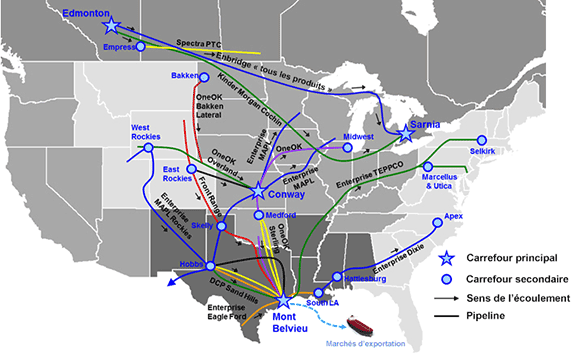 Edmonton
Empress
Spectra PTC
Enbridge « tous les produits »
Kinder Morgan Cochin
Bakken
Sarnia
OneOK
Bakken
Lateral
West
Rockies
OneOK
Overland
Enterprise
MAPL
OneOK
Midwest
Selkirk
East
Rockies
Enterprise
MAPL
Enterprise TEPPCO
Marcellus
& Utica
Front Range
Conway
Enterprise
MAPL Rockies
Medford
Skelly
OneOK
Sterling
Apex
Hobbs
Enterprise Dixie
Hattiesburg
DCP Sand Hills
South LA
Enterprise
Eagle Ford
Mont
Belvieu
Marchés d'exportation
Carrefour principal
Carrefour secondaire
Sens de l'écoulement
Pipeline